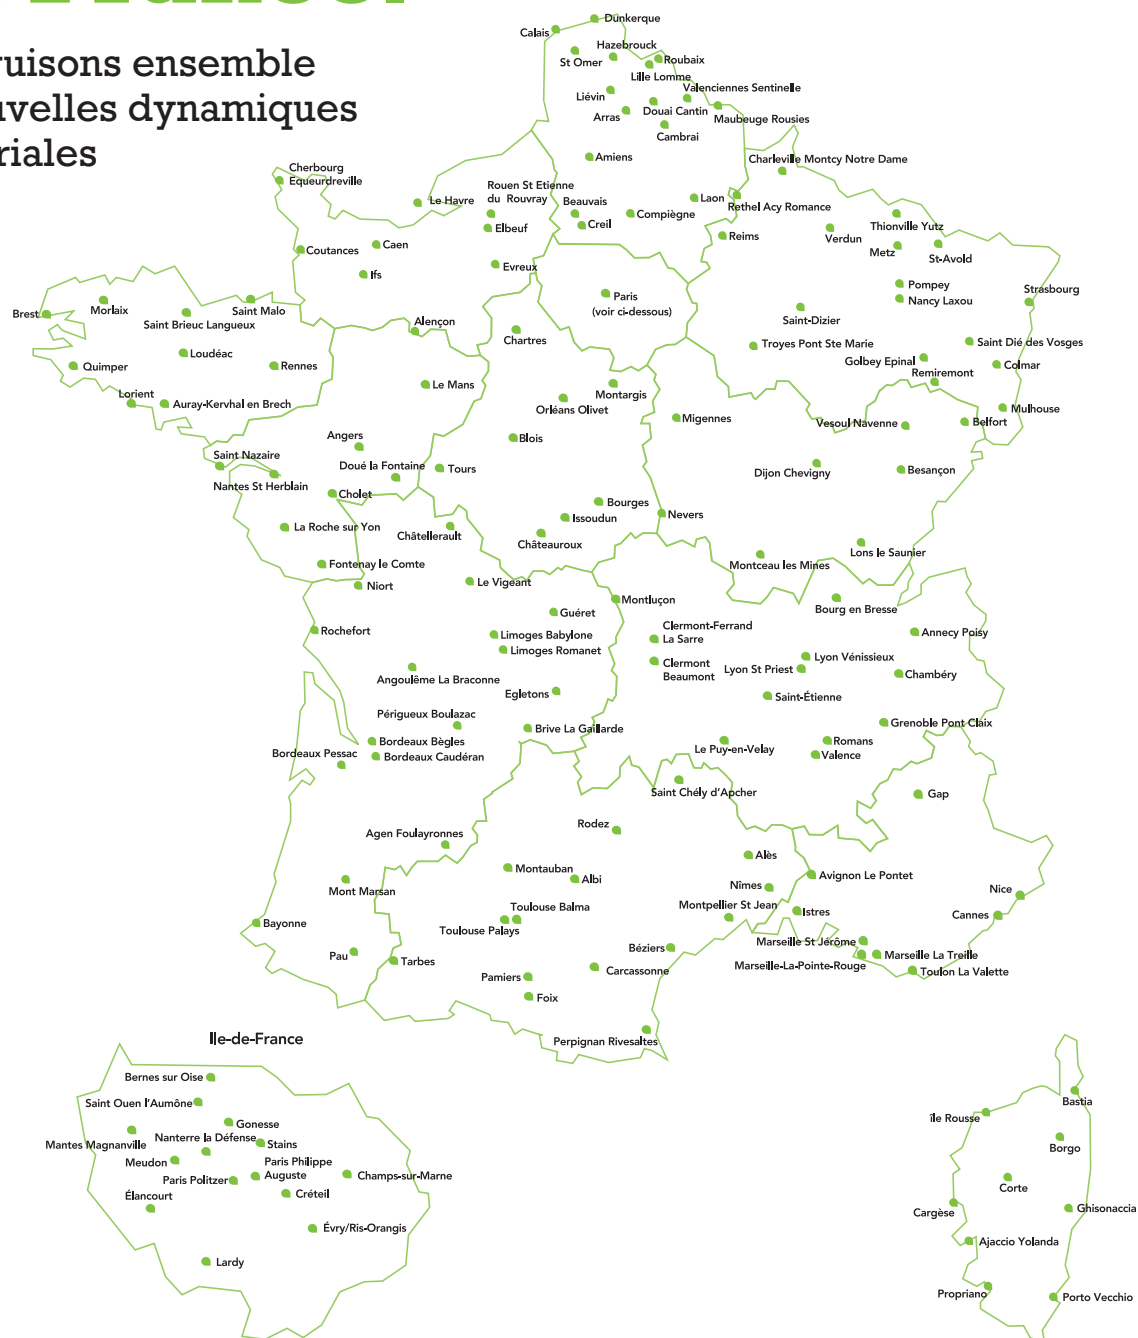 France.
ruisons ensemble
uvelles dynamiques
riales
Dunkerque
Calais
Hazebrouck
St Omer
Roubaix
Lille Lomme
Valenciennes Sentinelle
Liévin
Arras
Douai Cantin
Maubeuge Rousies
Cambrai
Amiens
Charleville Montcy Notre Dame
Cherbourg
Equeurdreville
Le Havre
Rouen St Etienne
du Rouvray
Beauvais
Compiègne
Laon
Rethel Acy Romance
Elbeuf
Creil
Reims
Verdun
Thionville Yutz
Metz
St-Avold
Coutances
Caen
Ifs
Evreux
Paris
(voir ci-dessous)
Pompey
Nancy Laxou
Strasbourg
Brest
Morlaix
Saint Malo
Saint Brieuc Langueux
Alençon
Chartres
Saint-Dizier
Troyes Pont Ste Marie
Saint Dié des Vosges
Golbey Epinal
Colmar
Remiremont
Loudéac
Quimper
Rennes
Le Mans
Montargis
Orléans Olivet
Lorient
Auray-Kervhal en Brech
Migennes
Mulhouse
Vesoul Navenne
Belfort
Angers
Blois
Saint Nazaire
Doué la Fontaine
Tours
Dijon Chevigny
Besançon
Nantes St Herblain
Cholet
Bourges
Issoudun
Nevers
La Roche sur Yon
Châtellerault
Châteauroux
Lons le Saunier
Montceau les Mines
Fontenay le Comte
Niort
Le Vigeant
Montluçon
Bourg en Bresse
Guéret
Clermont-Ferrand
La Sarre
Annecy Poisy
Rochefort
Limoges Babylone
Limoges Romanet
Clermont
Beaumont
Lyon Vénissieux
Lyon St Priest
Chambéry
Angoulême La Braconne
Egletons
Saint-Étienne
Périgueux Boulazac
Brive La Gaillarde
Grenoble Pont Claix
Bordeaux Bègles
Bordeaux Pessac
Bordeaux Caudéran
Le Puy-en-Velay
Romans
Valence
Saint Chély d'Apcher
Gap
Agen Foulayronnes
Rodez
Alès
Montauban
Albi
Avignon Le Pontet
Nîmes
Mont Marsan
Nice
Toulouse Balma
Montpellier St Jean
Istres
Cannes
Bayonne
Toulouse Palays
Béziers
Marseille St Jérôme
Marseille La Treille
Marseille-La-Pointe-Rouge
Toulon La Valette
Pau
Tarbes
Carcassonne
Pamiers
Foix
Perpignan Rivesaltes
Ile-de-France
Bernes sur Oise
Saint Ouen l'Aumône
Gonesse
Mantes Magnanville
Nanterre la Défense
Stains
Meudon
Paris Philippe
Auguste
Paris Politzer
Champs-sur-Marne
Élancourt
Créteil
Évry/Ris-Orangis
Lardy
Bastia
île Rousse
Borgo
Corte
Cargèse
Ghisonaccia
Ajaccio Yolanda
Propriano
Porto Vecchio